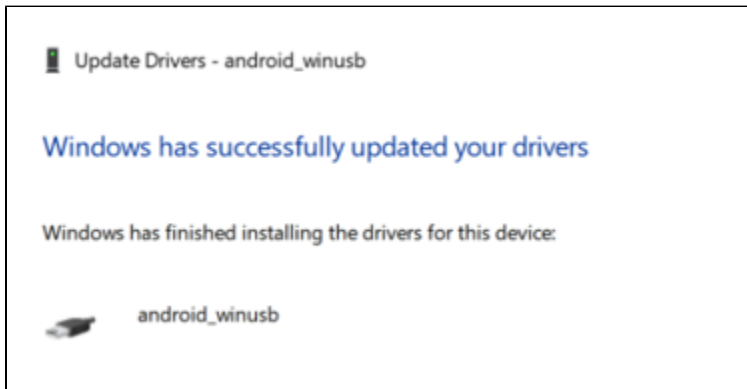 Update Drivers - android_winusb
Windows has successfully updated your drivers
Windows has finished installing the drivers for this device:
android_winusb